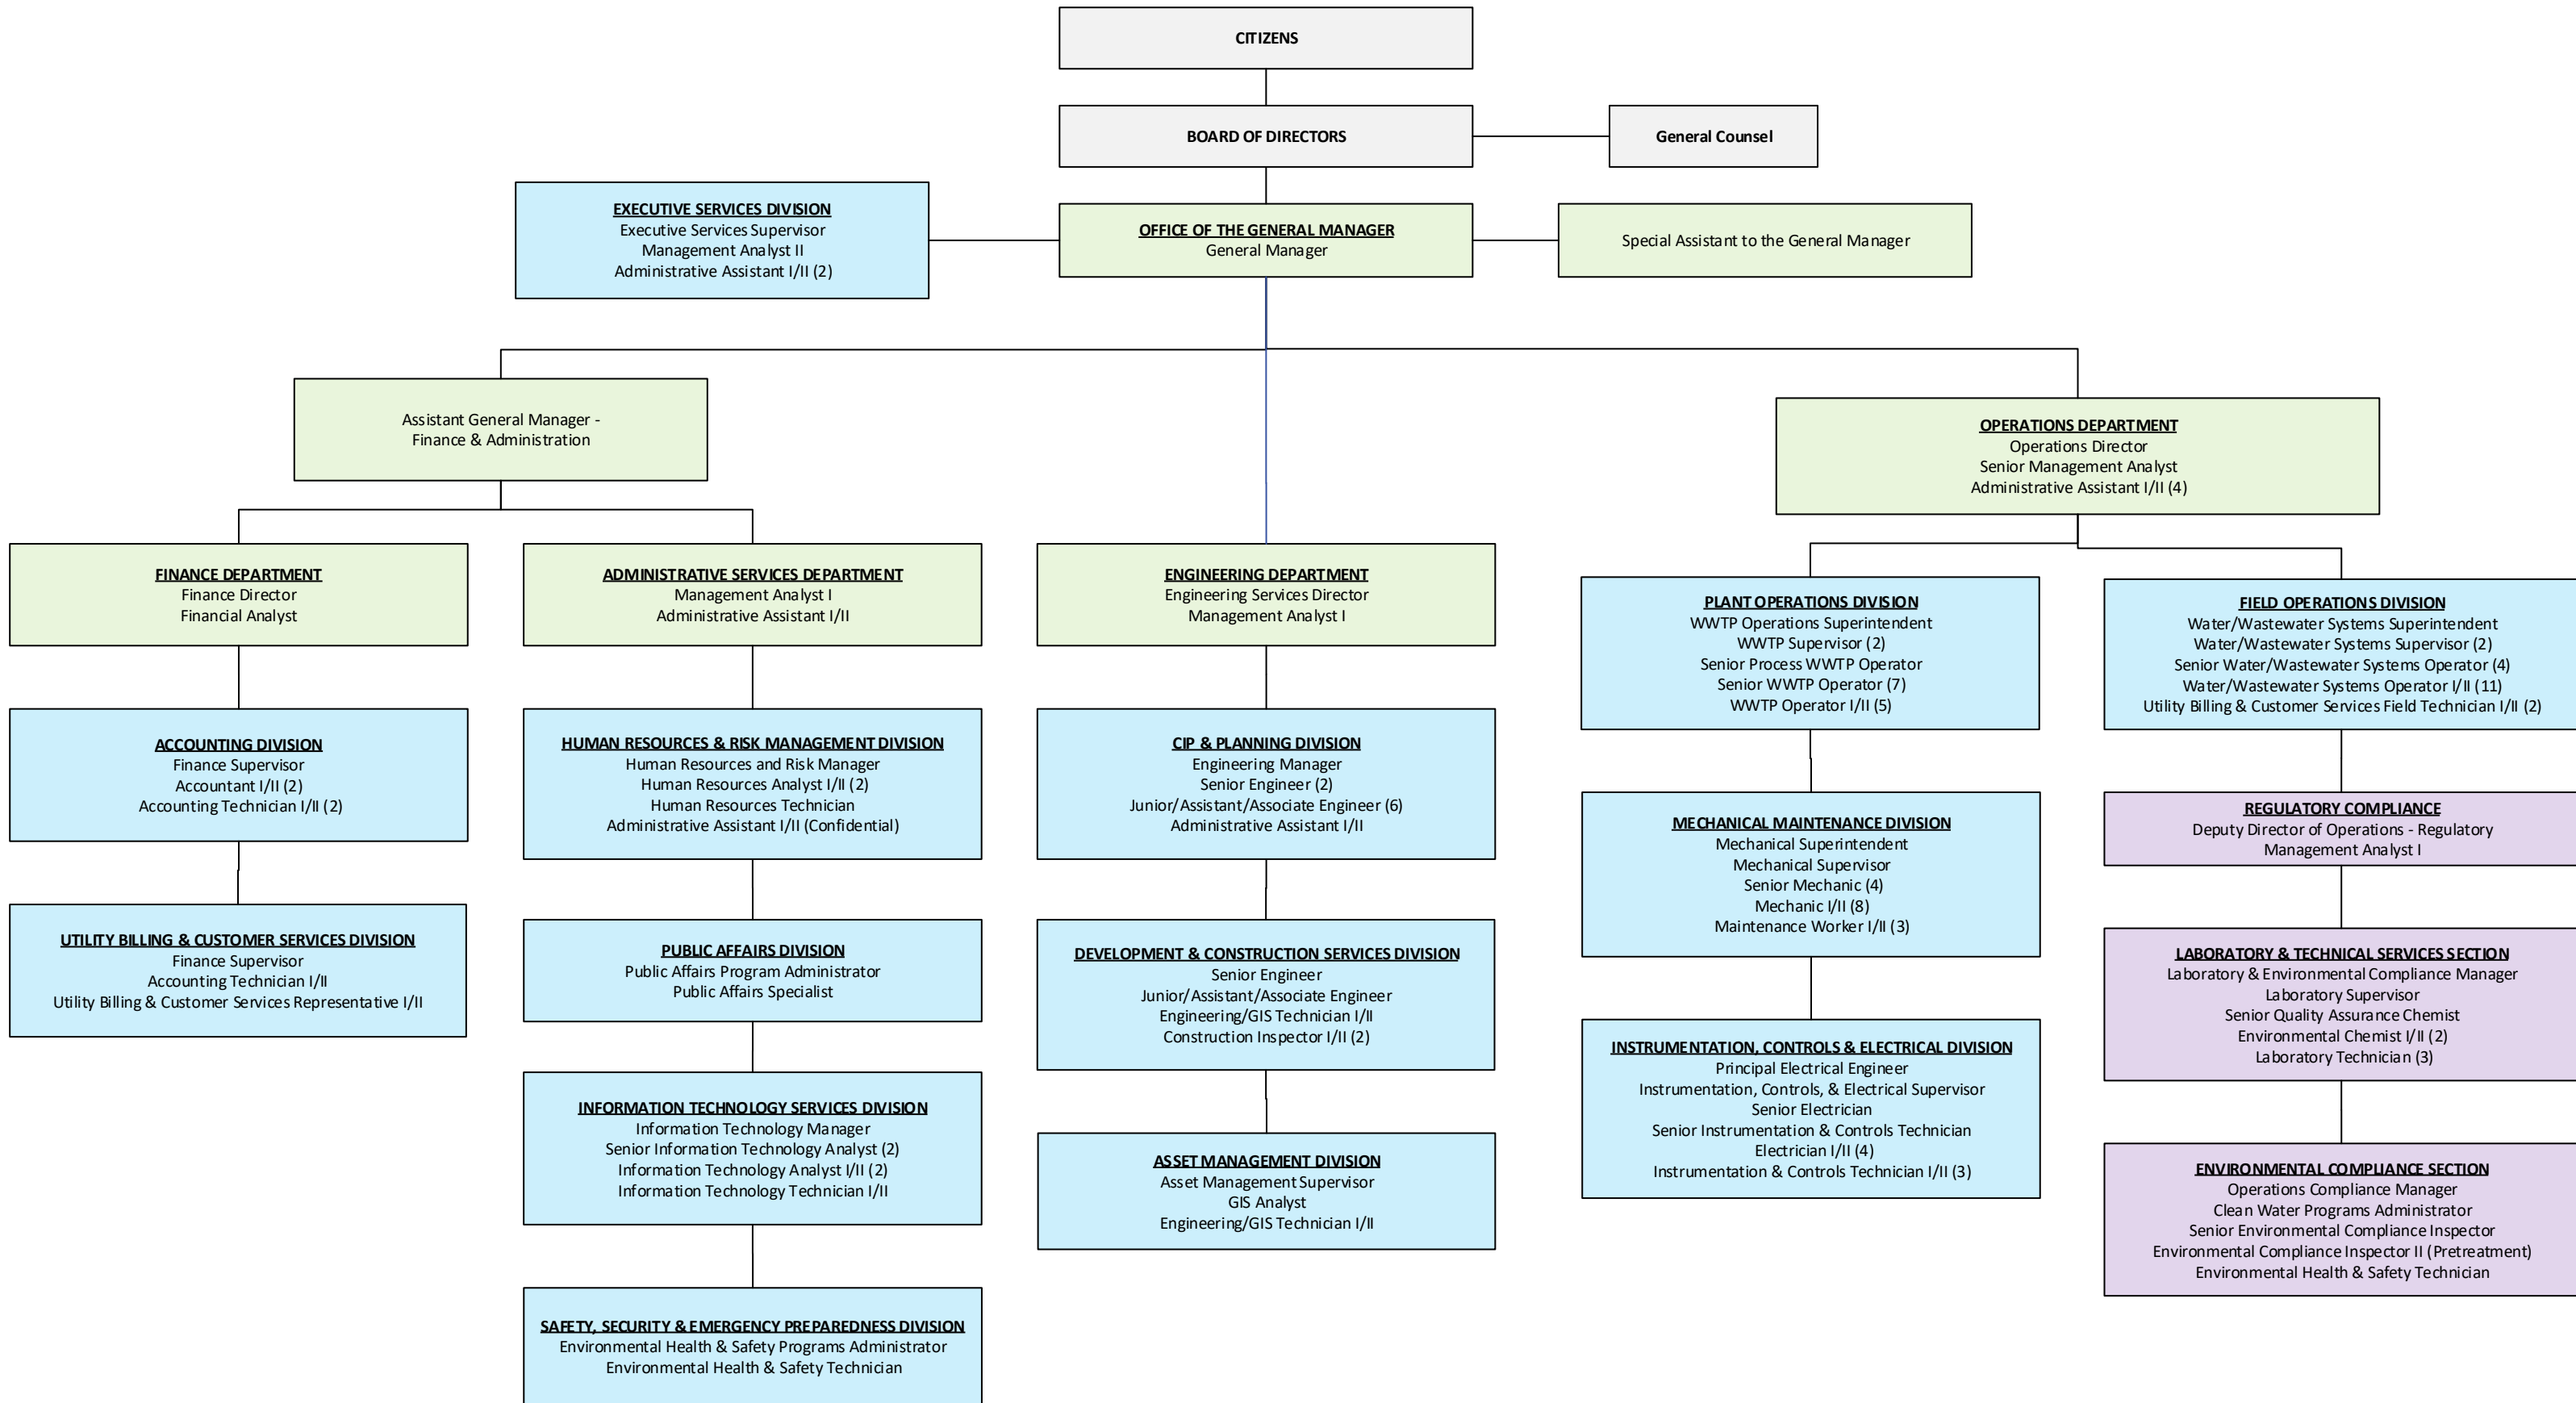 CITIZENS
BOARD OF DIRECTORS
General Counsel
EXECUTIVE SERVICES DIVISION
Executive Services Supervisor
Management Analyst II
Administrative Assistant I/II (2)
OFFICE OF THE GENERAL MANAGER
General Manager
Special Assistant to the General Manager
Assistant General Manager -
Finance & Administration
OPERATIONS DEPARTMENT
Operations Director
Senior Management Analyst
Administrative Assistant I/II (4)
FINANCE DEPARTMENT
Finance Director
Financial Analyst
ADMINISTRATIVE SERVICES DEPARTMENT
Management Analyst I
Administrative Assistant I/II
ENGINEERING DEPARTMENT
Engineering Services Director
Management Analyst I
PLANT OPERATIONS DIVISION
WWTP Operations Superintendent
WWTP Supervisor (2)
Senior Process WWTP Operator
Senior WWTP Operator (7)
WWTP Operator I/II (5)
FIELD OPERATIONS DIVISION
Water/Wastewater Systems Superintendent
Water/Wastewater Systems Supervisor (2)
Senior Water/Wastewater Systems Operator (4)
Water/Wastewater Systems Operator I/II (11)
Utility Billing & Customer Services Field Technician I/II (2)
ACCOUNTING DIVISION
Finance Supervisor
Accountant I/II (2)
Accounting Technician I/II (2)
HUMAN RESOURCES & RISK MANAGEMENT DIVISION
Human Resources and Risk Manager
Human Resources Analyst I/II (2)
Human Resources Technician
Administrative Assistant I/II (Confidential)
CIP & PLANNING DIVISION
Engineering Manager
Senior Engineer (2)
Junior/Assistant/Associate Engineer (6)
Administrative Assistant I/II
MECHANICAL MAINTENANCE DIVISION
Mechanical Superintendent
Mechanical Supervisor
Senior Mechanic (4)
Mechanic I/II (8)
Maintenance Worker I/II (3)
REGULATORY COMPLIANCE
Deputy Director of Operations - Regulatory
Management Analyst I
UTILITY BILLING & CUSTOMER SERVICES DIVISION
Finance Supervisor
Accounting Technician I/II
Utility Billing & Customer Services Representative I/II
PUBLIC AFFAIRS DIVISION
Public Affairs Program Administrator
Public Affairs Specialist
DEVELOPMENT & CONSTRUCTION SERVICES DIVISION
Senior Engineer
Junior/Assistant/Associate Engineer
Engineering/GIS Technician I/II
Construction Inspector I/II (2)
LABORATORY & TECHNICAL SERVICES SECTION
Laboratory & Environmental Compliance Manager
Laboratory Supervisor
Senior Quality Assurance Chemist
Environmental Chemist I/II (2)
Laboratory Technician (3)
INSTRUMENTATION, CONTROLS & ELECTRICAL DIVISION
Principal Electrical Engineer
Instrumentation, Controls, & Electrical Supervisor
Senior Electrician
Senior Instrumentation & Controls Technician
Electrician I/II (4)
Instrumentation & Controls Technician I/II (3)
INFORMATION TECHNOLOGY SERVICES DIVISION
Information Technology Manager
Senior Information Technology Analyst (2)
Information Technology Analyst I/II (2)
Information Technology Technician I/II
ASSET MANAGEMENT DIVISION
Asset Management Supervisor
GIS Analyst
Engineering/GIS Technician I/II
ENVIRONMENTAL COMPLIANCE SECTION
Operations Compliance Manager
Clean Water Programs Administrator
Senior Environmental Compliance Inspector
Environmental Compliance Inspector II (Pretreatment)
Environmental Health & Safety Technician
SAFETY, SECURITY & EMERGENCY PREPAREDNESS DIVISION
Environmental Health & Safety Programs Administrator
Environmental Health & Safety Technician